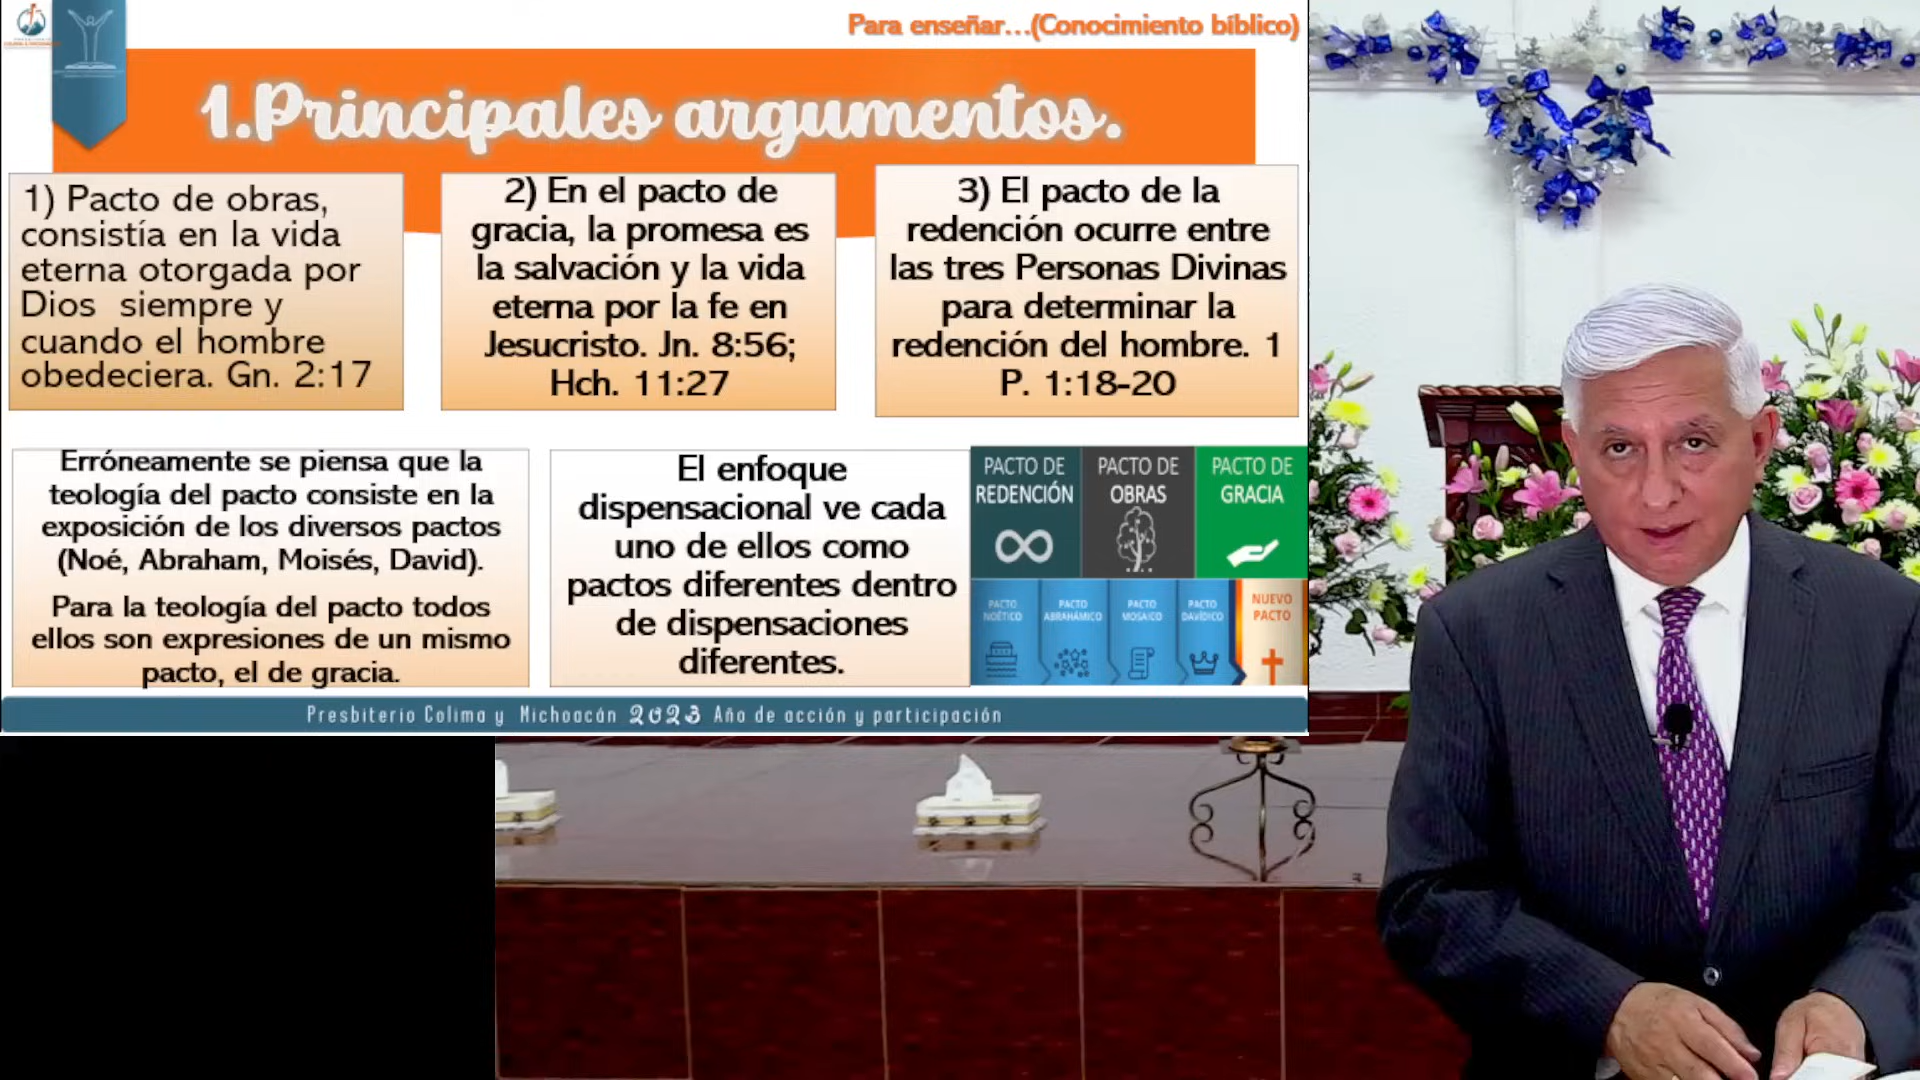 Para enseñar...(Conocimiento bíblico)
1.Principales argumentos.
1) Pacto de obras,
consistía en la vida
eterna otorgada por
Dios siempre y
cuando el hombre
obedeciera. Gn. 2:17
2) En el pacto de
gracia, la promesa es
la salvación y la vida
eterna por la fe en
Jesucristo. Jn. 8:56;
Hch. 11:27
3) El pacto de la
redención ocurre entre
las tres Personas Divinas
para determinar la
redención del hombre. 1
P. 1:18-20
Erróneamente se piensa que la
teología del pacto consiste en la
exposición de los diversos pactos
(Noé, Abraham, Moisés, David).
Para la teología del pacto todos
ellos son expresiones de un mismo
pacto, el de gracia.
El enfoque
dispensacional ve cada
uno de ellos como
pactos diferentes dentro
de dispensaciones
diferentes.
PACTO DE
REDENCIÓN
PACTO DE
OBRAS
PACTO DE
GRACIA
PACTO
NOÉTICO
PACTO
ABRAHÁMICO
PACTO
MOSAICO
PACTO
DAVÍDICO
NUEVO
PACTO
Presbiterio Colima y Michoacán 2023 Año de acción y participación